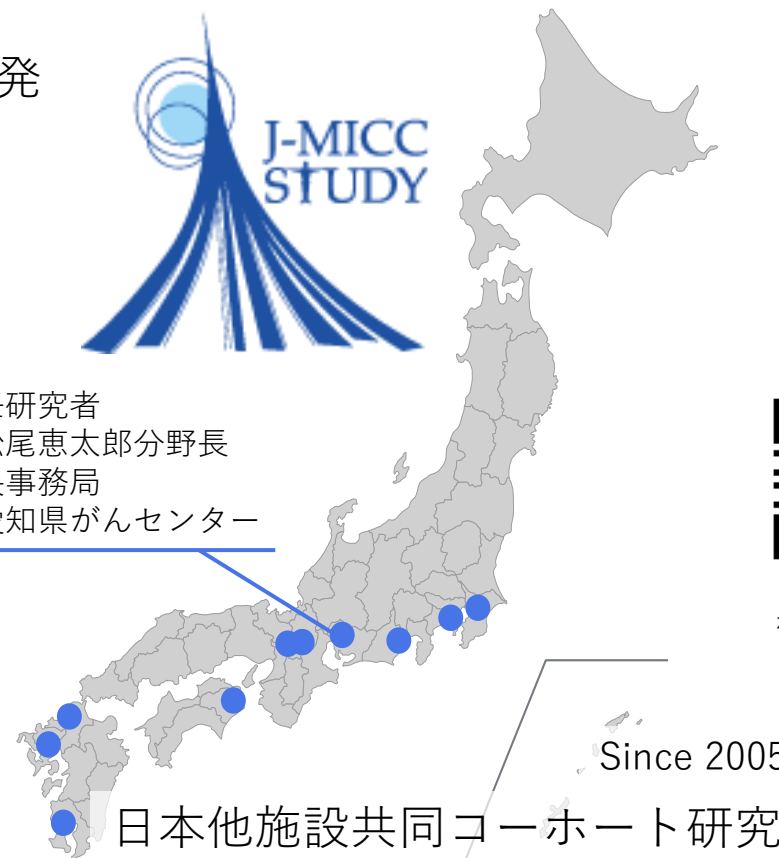 発
J-MICC
STUDY
研究者
松尾恵太郎分野長
事務局
愛知県がんセンター
Since 2005
日本他施設共同コーホート研究